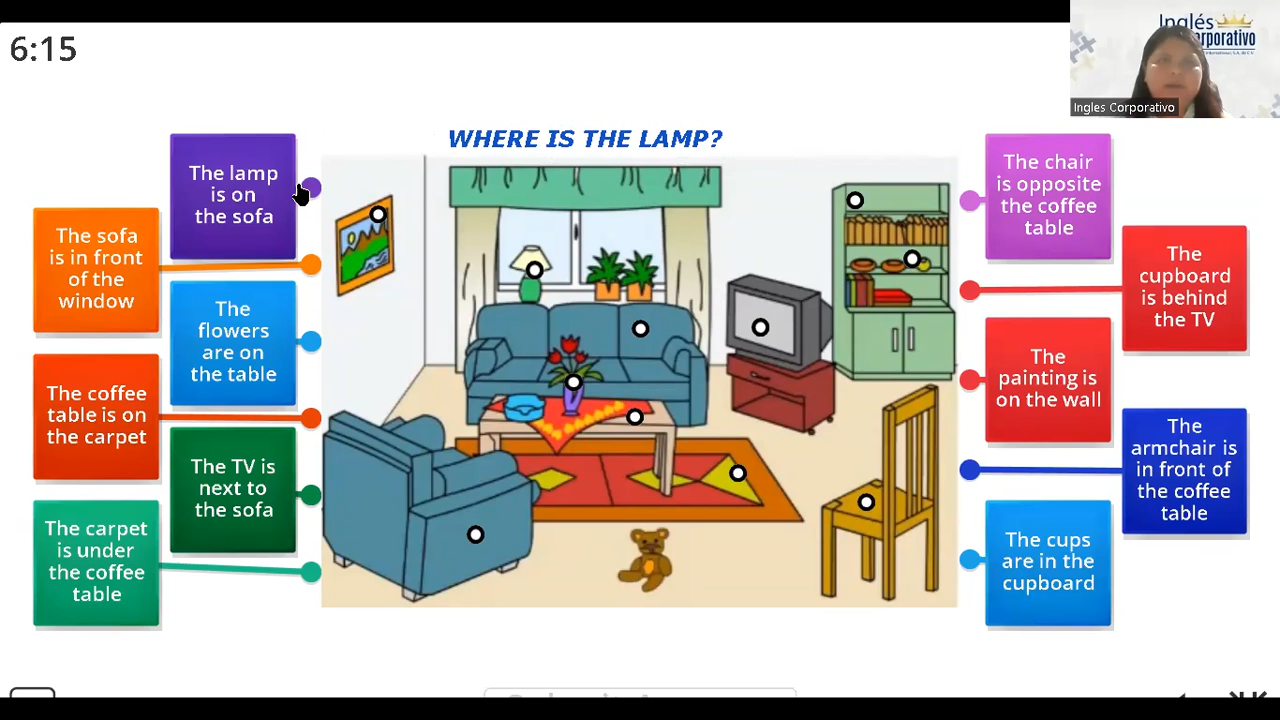 6:15
Inglés
rporativo
Ingles Corporativo
WHERE IS THE LAMP?
The lamp
is on
the sofa
The sofa
is in front
of the
window
The
flowers
are on
the table
The coffee
table is on
the carpet
The TV is
next to
the sofa
The carpet
is under
the coffee
table
The chair
is opposite
the coffee
table
The
cupboard
is behind
the TV
The
painting is
on the wall
The
armchair is
in front of
the coffee
table
The cups
are in the
cupboard